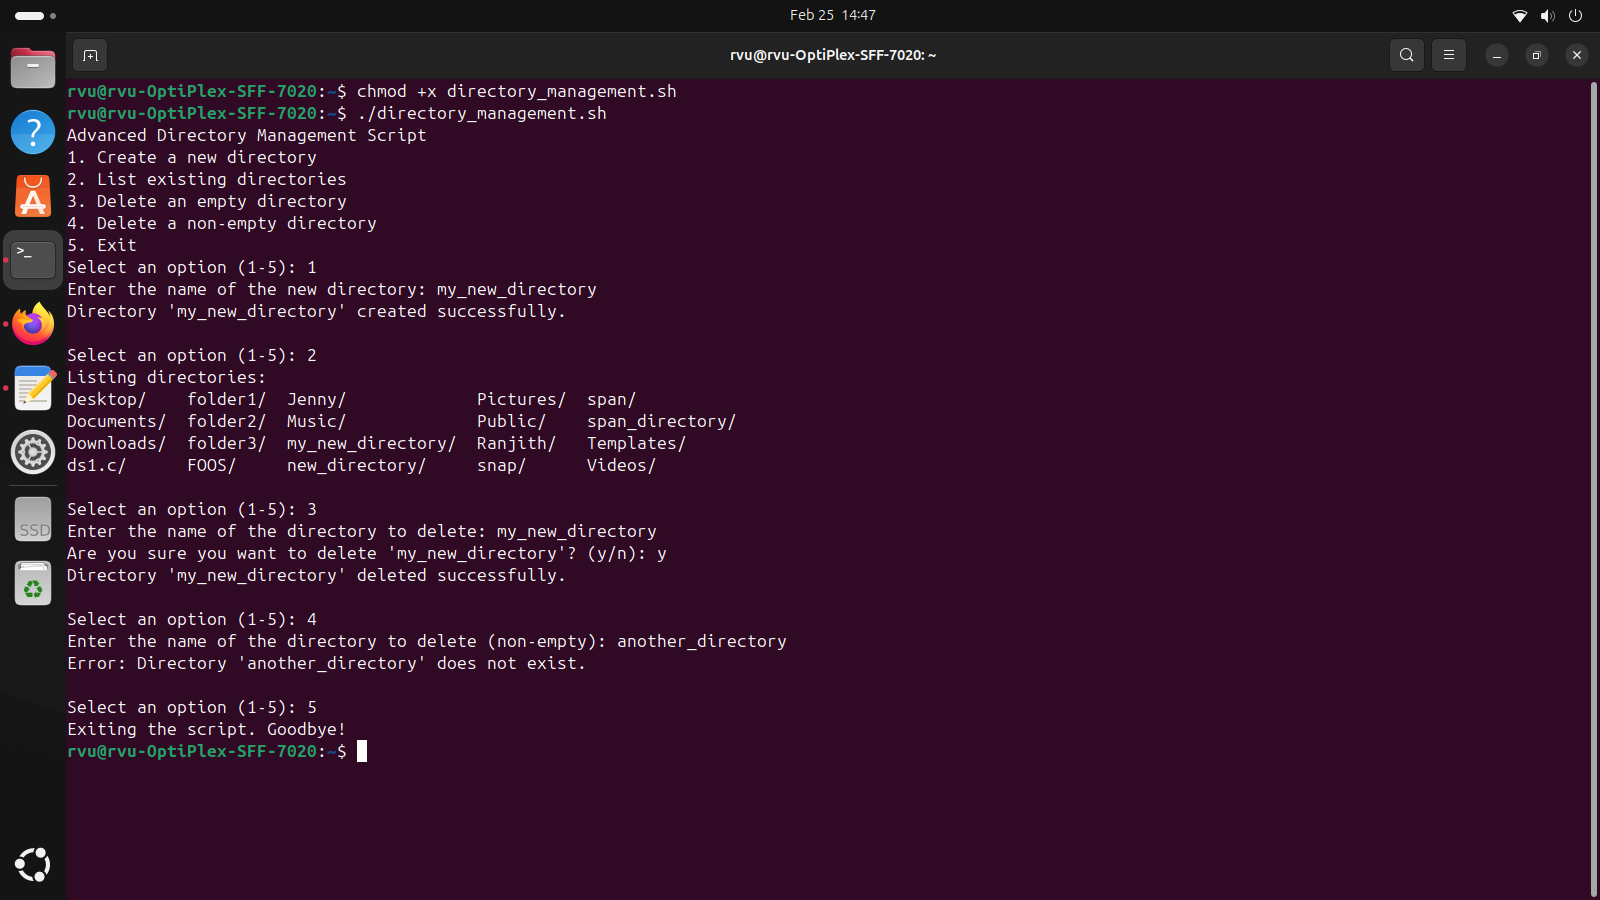 Feb 25 14:47
rvu@rvu-OptiPlex-SFF-7020: ~
rvu@rvu-OptiPlex-SFF-7020:~$ chmod +x directory_management.sh
rvu@rvu-OptiPlex-SFF-7020:~$ ./directory_management.sh
Advanced Directory Management Script
1. Create a new directory
2. List existing directories
3. Delete an empty directory
4. Delete a non-empty directory
5. Exit
Select an option (1-5): 1
Enter the name of the new directory: my_new_directory
Directory 'my_new_directory' created successfully.

Select an option (1-5): 2
Listing directories:
Desktop/    folder1/  Jenny/             Pictures/  span/
Documents/  folder2/  Music/             Public/    span_directory/
Downloads/  folder3/  my_new_directory/  Ranjith/   Templates/
ds1.c/      FOOS/     new_directory/     snap/      Videos/

Select an option (1-5): 3
Enter the name of the directory to delete: my_new_directory
Are you sure you want to delete 'my_new_directory'? (y/n): y
Directory 'my_new_directory' deleted successfully.

Select an option (1-5): 4
Enter the name of the directory to delete (non-empty): another_directory
Error: Directory 'another_directory' does not exist.

Select an option (1-5): 5
Exiting the script. Goodbye!
rvu@rvu-OptiPlex-SFF-7020:~$
?
A
>_
SSD